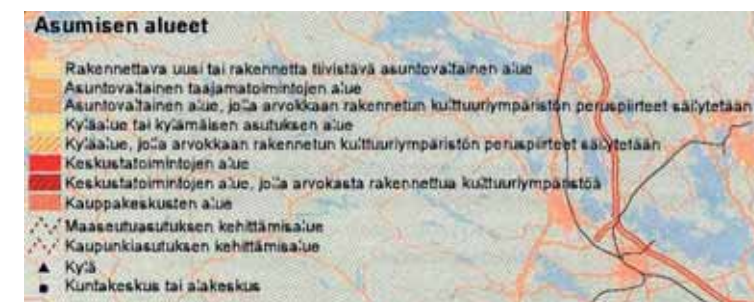 Asumisen alueet
Rakennettava uusi tai rakennetta tiivistävä asuntovaltainen alue
Asuntovaltainen taajamatoimintojen alue
Asuntovaltainen alue, jolla arvokkaan rakennetun kulttuuriympäristön peruspiirteet säilytetään
Kyläalue tai kylämäisen asutuksen alue
Kyläalue, jolla arvokkaan rakennetun kulttuuriympäristön peruspiirteet säilytetään
Keskustatoimintojen alue
Keskustatoimintojen alue, jolla arvokasta rakennettua kulttuuriympäristöä
Kauppakeskusten alue
Maaseutuasutuksen kehittämisalue
Kaupunkiasutuksen kehittämisalue
Kylä
Kuntakeskus tai alakeskus